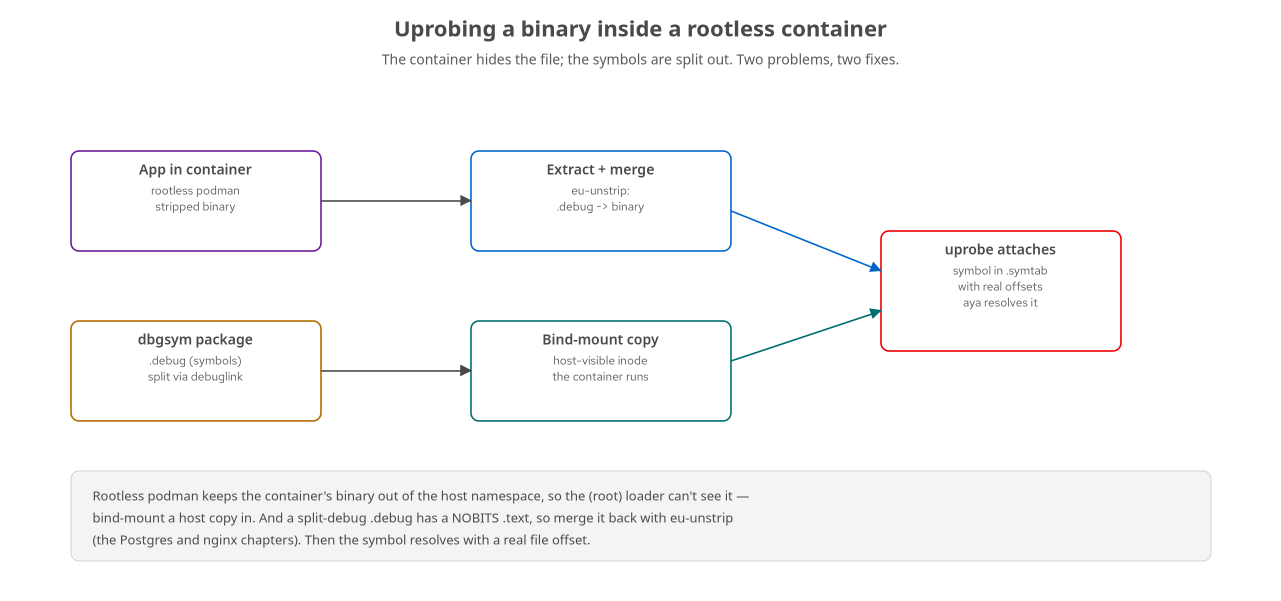 Uprobing a binary inside a rootless container
The container hides the file; the symbols are split out. Two problems, two fixes.
App in container
rootless podman
stripped binary
Extract + merge
eu-unstrip:
.debug -> binary
uprobe attaches
symbol in .symtab
with real offsets
aya resolves it
dbgsym package
.debug (symbols)
split via debuglink
Bind-mount copy
host-visible inode
the container runs
Rootless podman keeps the container's binary out of the host namespace, so the (root) loader can't see it —
bind-mount a host copy in. And a split-debug .debug has a NOBITS .text, so merge it back with eu-unstrip
(the Postgres and nginx chapters). Then the symbol resolves with a real file offset.